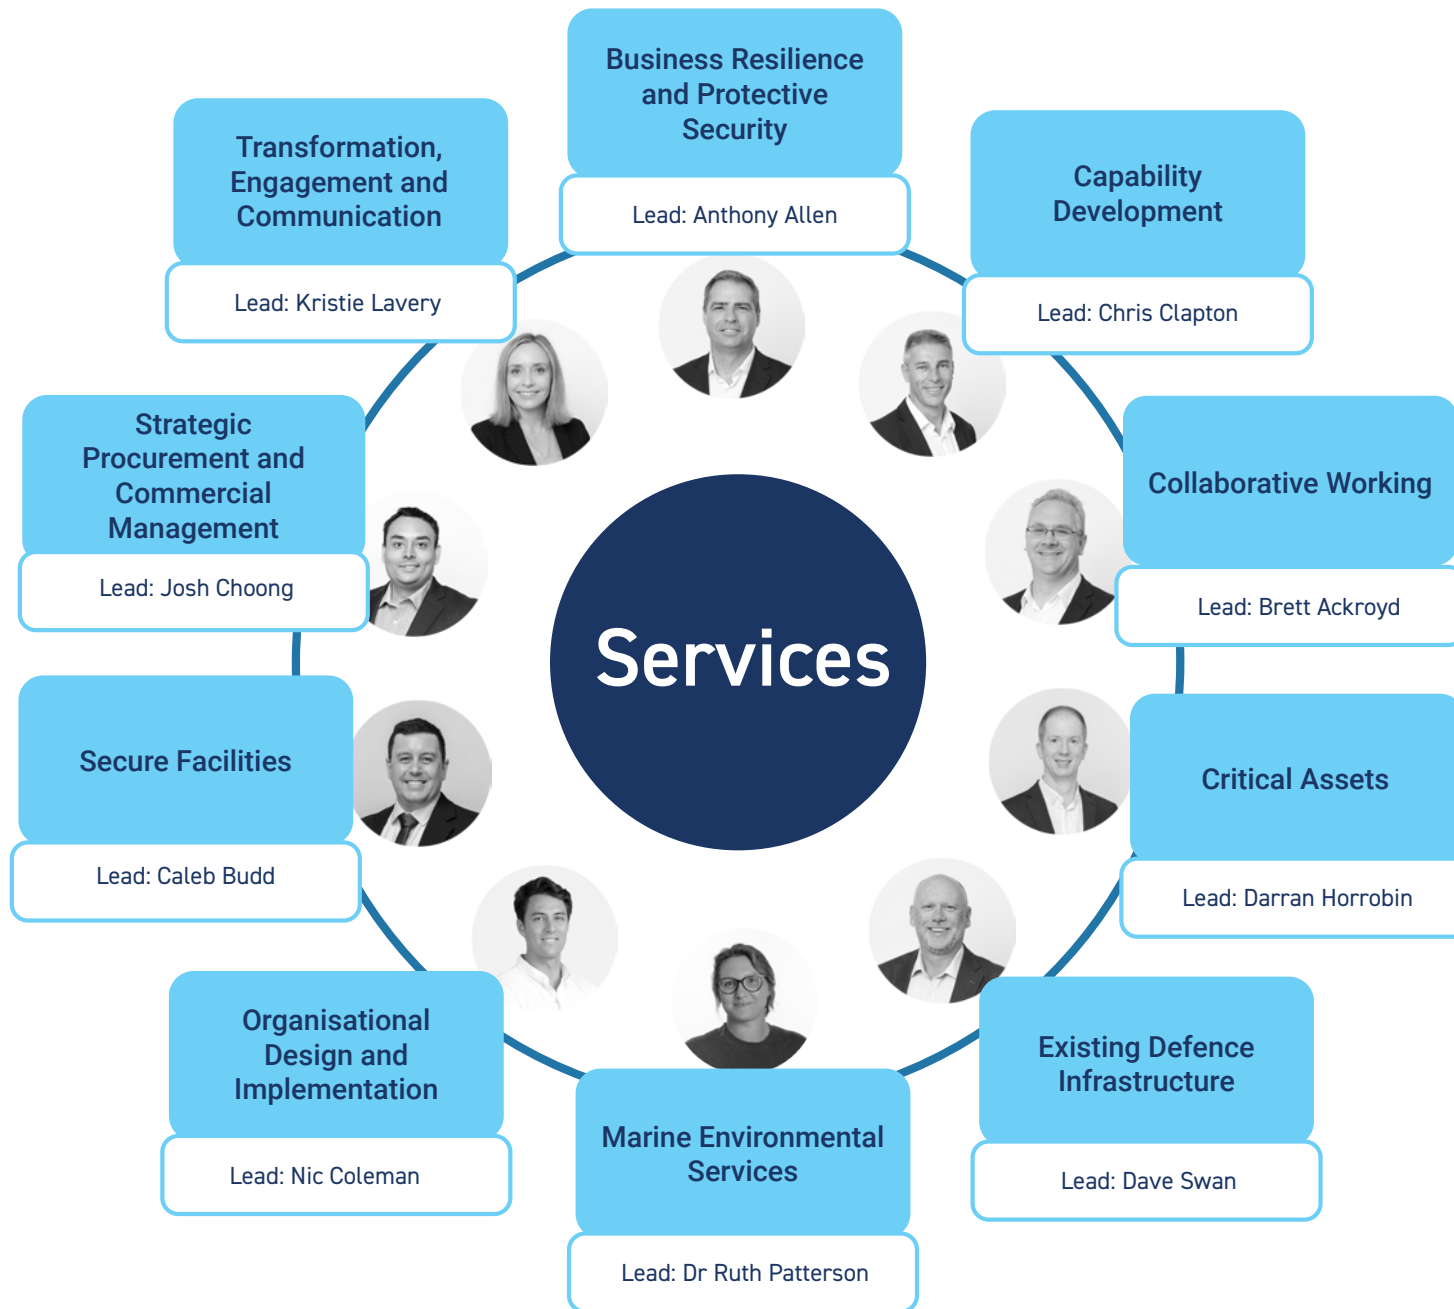 Business Resilience
and Protective
Security
Lead: Anthony Allen
Capability
Development
Lead: Chris Clapton
Collaborative Working
Lead: Brett Ackroyd
Critical Assets
Lead: Darran Horrobin
Existing Defence
Infrastructure
Lead: Dave Swan
Marine Environmental
Services
Lead: Dr Ruth Patterson
Organisational
Design and
Implementation
Lead: Nic Coleman
Secure Facilities
Lead: Caleb Budd
Strategic
Procurement and
Commercial
Management
Lead: Josh Choong
Transformation,
Engagement and
Communication
Lead: Kristie Lavery
Services